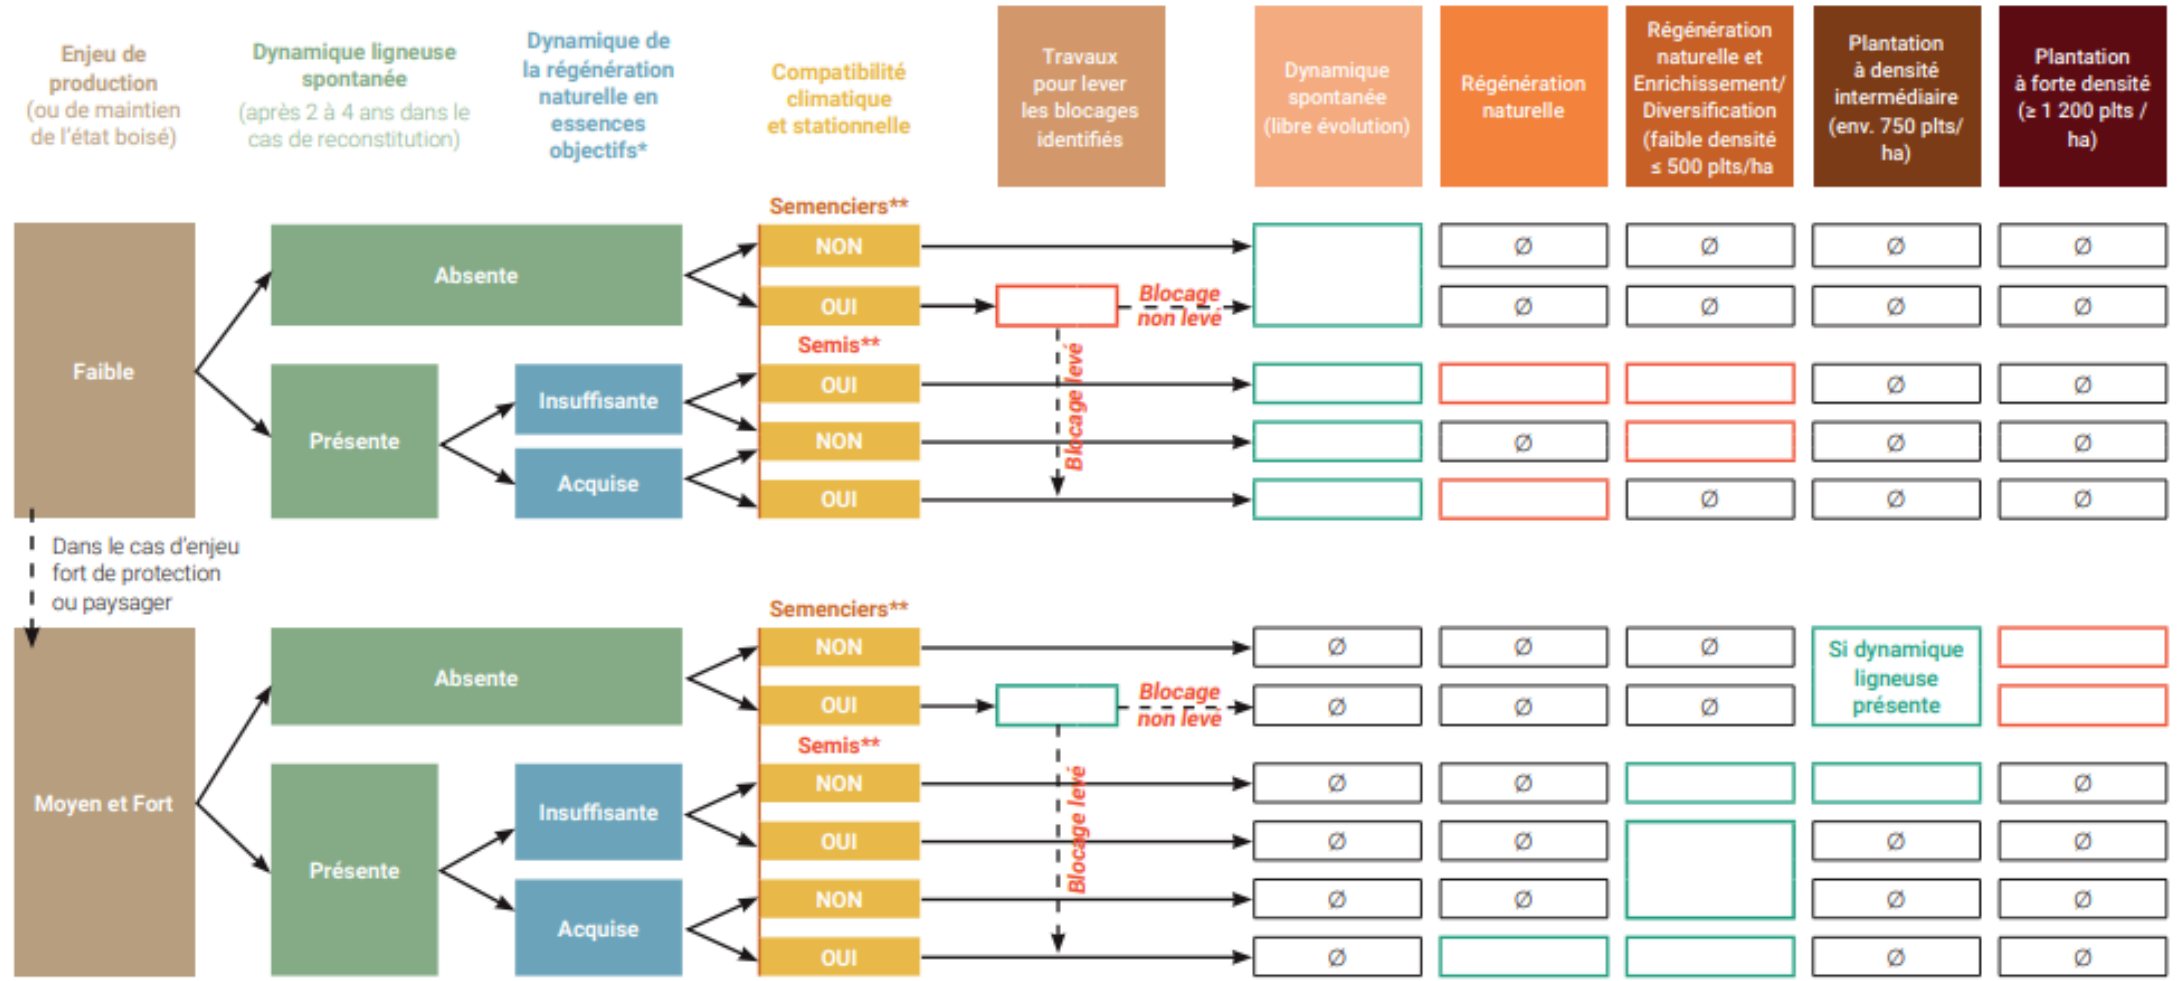 Enjeu de
production
(ou de maintien
de l'état boisé)
Dynamique ligneuse
spontanée
(après 2 à 4 ans dans le
cas de reconstitution)
Dynamique de
la régénération
naturelle en
essences
objectifs*
Compatibilité
climatique
et stationnelle
Travaux
pour lever
les blocages
identifiés
Dynamique
spontanée
(libre évolution)
Régénération
naturelle
Régénération
naturelle et
Enrichissement/
Diversification
(faible densité
≤ 500 plts/ha
Plantation
à densité
intermédiaire
(env. 750 plts/
ha)
Plantation
à forte densité
(≥ 1 200 plts /
ha)
Faible
Absente
Semenciers**
NON
Ø Ø Ø Ø
OUI
Blocage
non levé
Ø Ø Ø Ø
Blocage levé
Présente
Insuffisante
Semis**
OUI
Ø Ø
NON
Ø Ø Ø
Acquise
OUI
Ø Ø Ø
Dans le cas d'enjeu
fort de protection
ou paysager
Moyen et Fort
Absente
Semenciers**
NON
Ø Ø Ø
Si dynamique
ligneuse
présente
OUI
Blocage
non levé
Ø Ø Ø
Blocage levé
Présente
Insuffisante
Semis**
NON
Ø Ø Ø
OUI
Ø Ø Ø Ø
Acquise
NON
Ø Ø Ø Ø
OUI
Ø Ø Ø